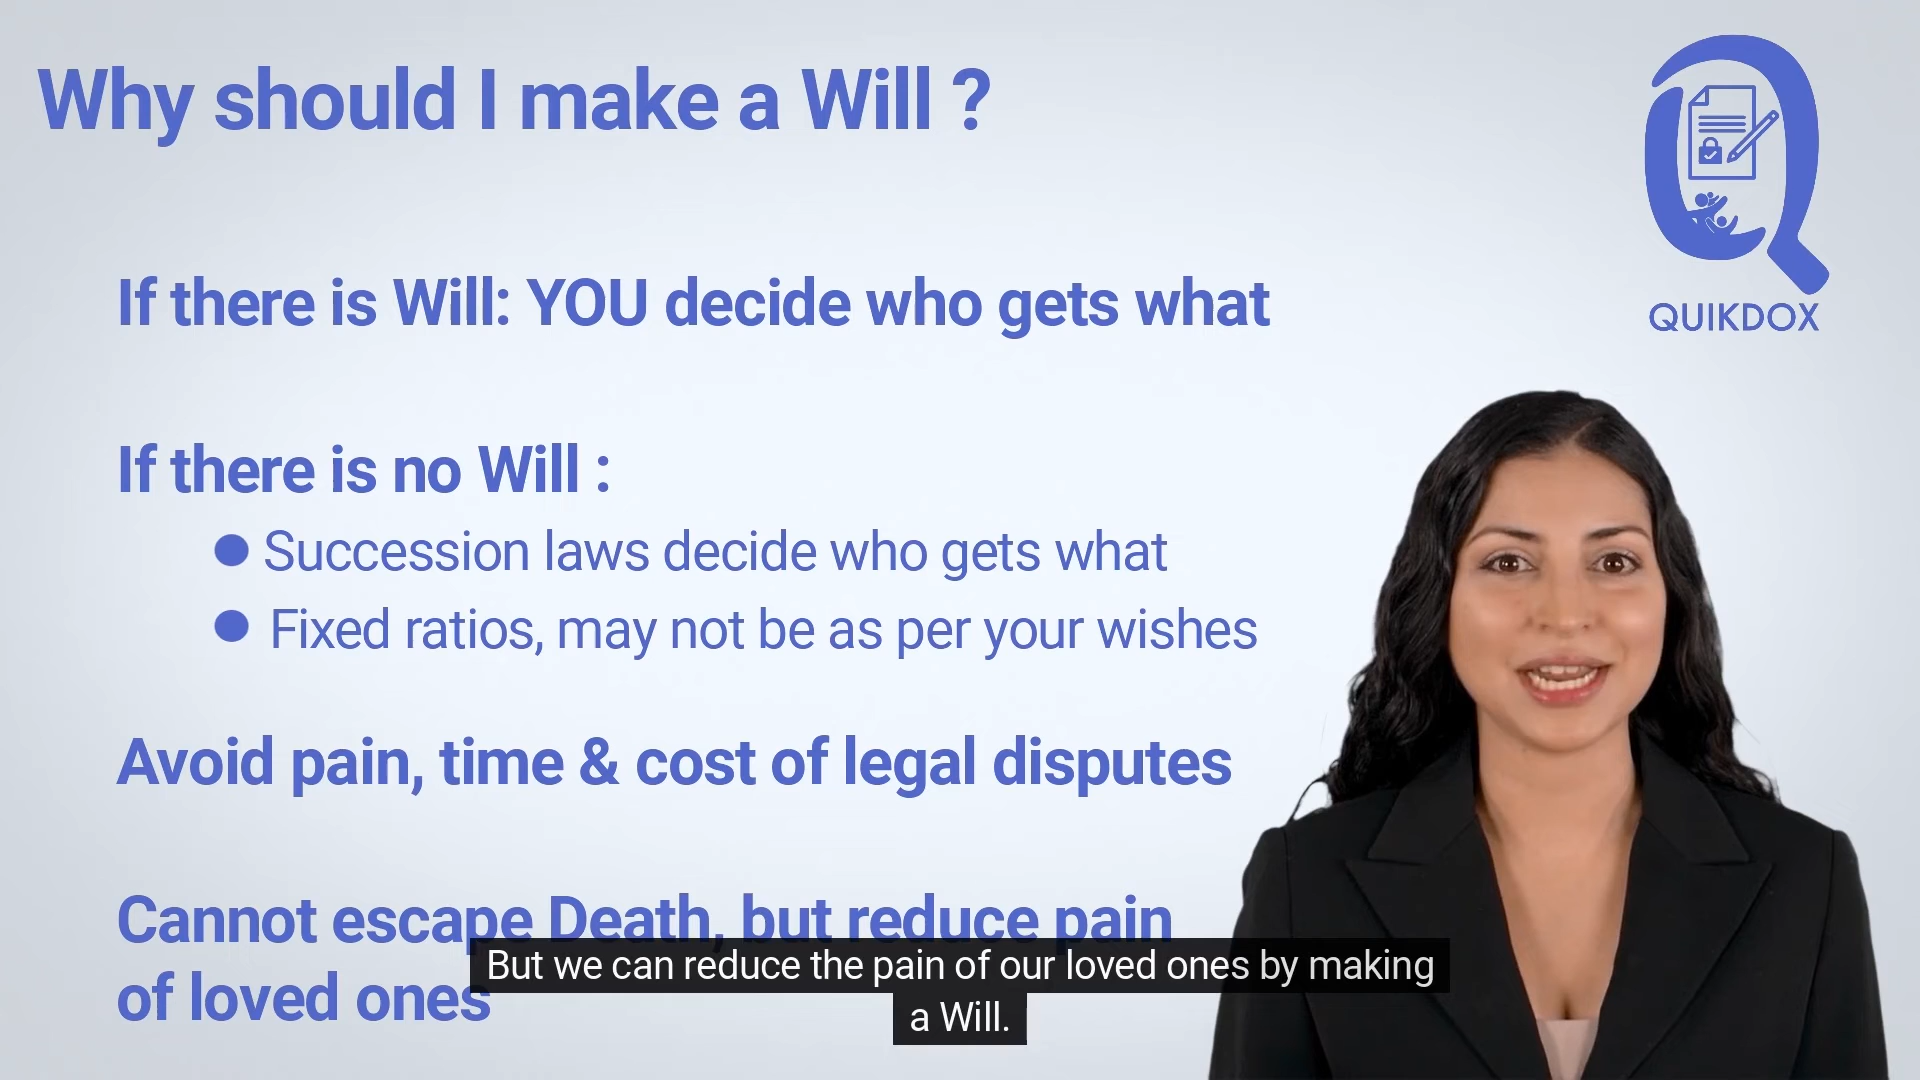 Why should I make a Will ?
QUIKDOX
If there is Will: YOU decide who gets what
If there is no Will :
● Succession laws decide who gets what
● Fixed ratios, may not be as per your wishes
Avoid pain, time & cost of legal disputes
Cannot escape Death, but reduce pain
of loved ones
But we can reduce the pain of our loved ones by making
a Will.